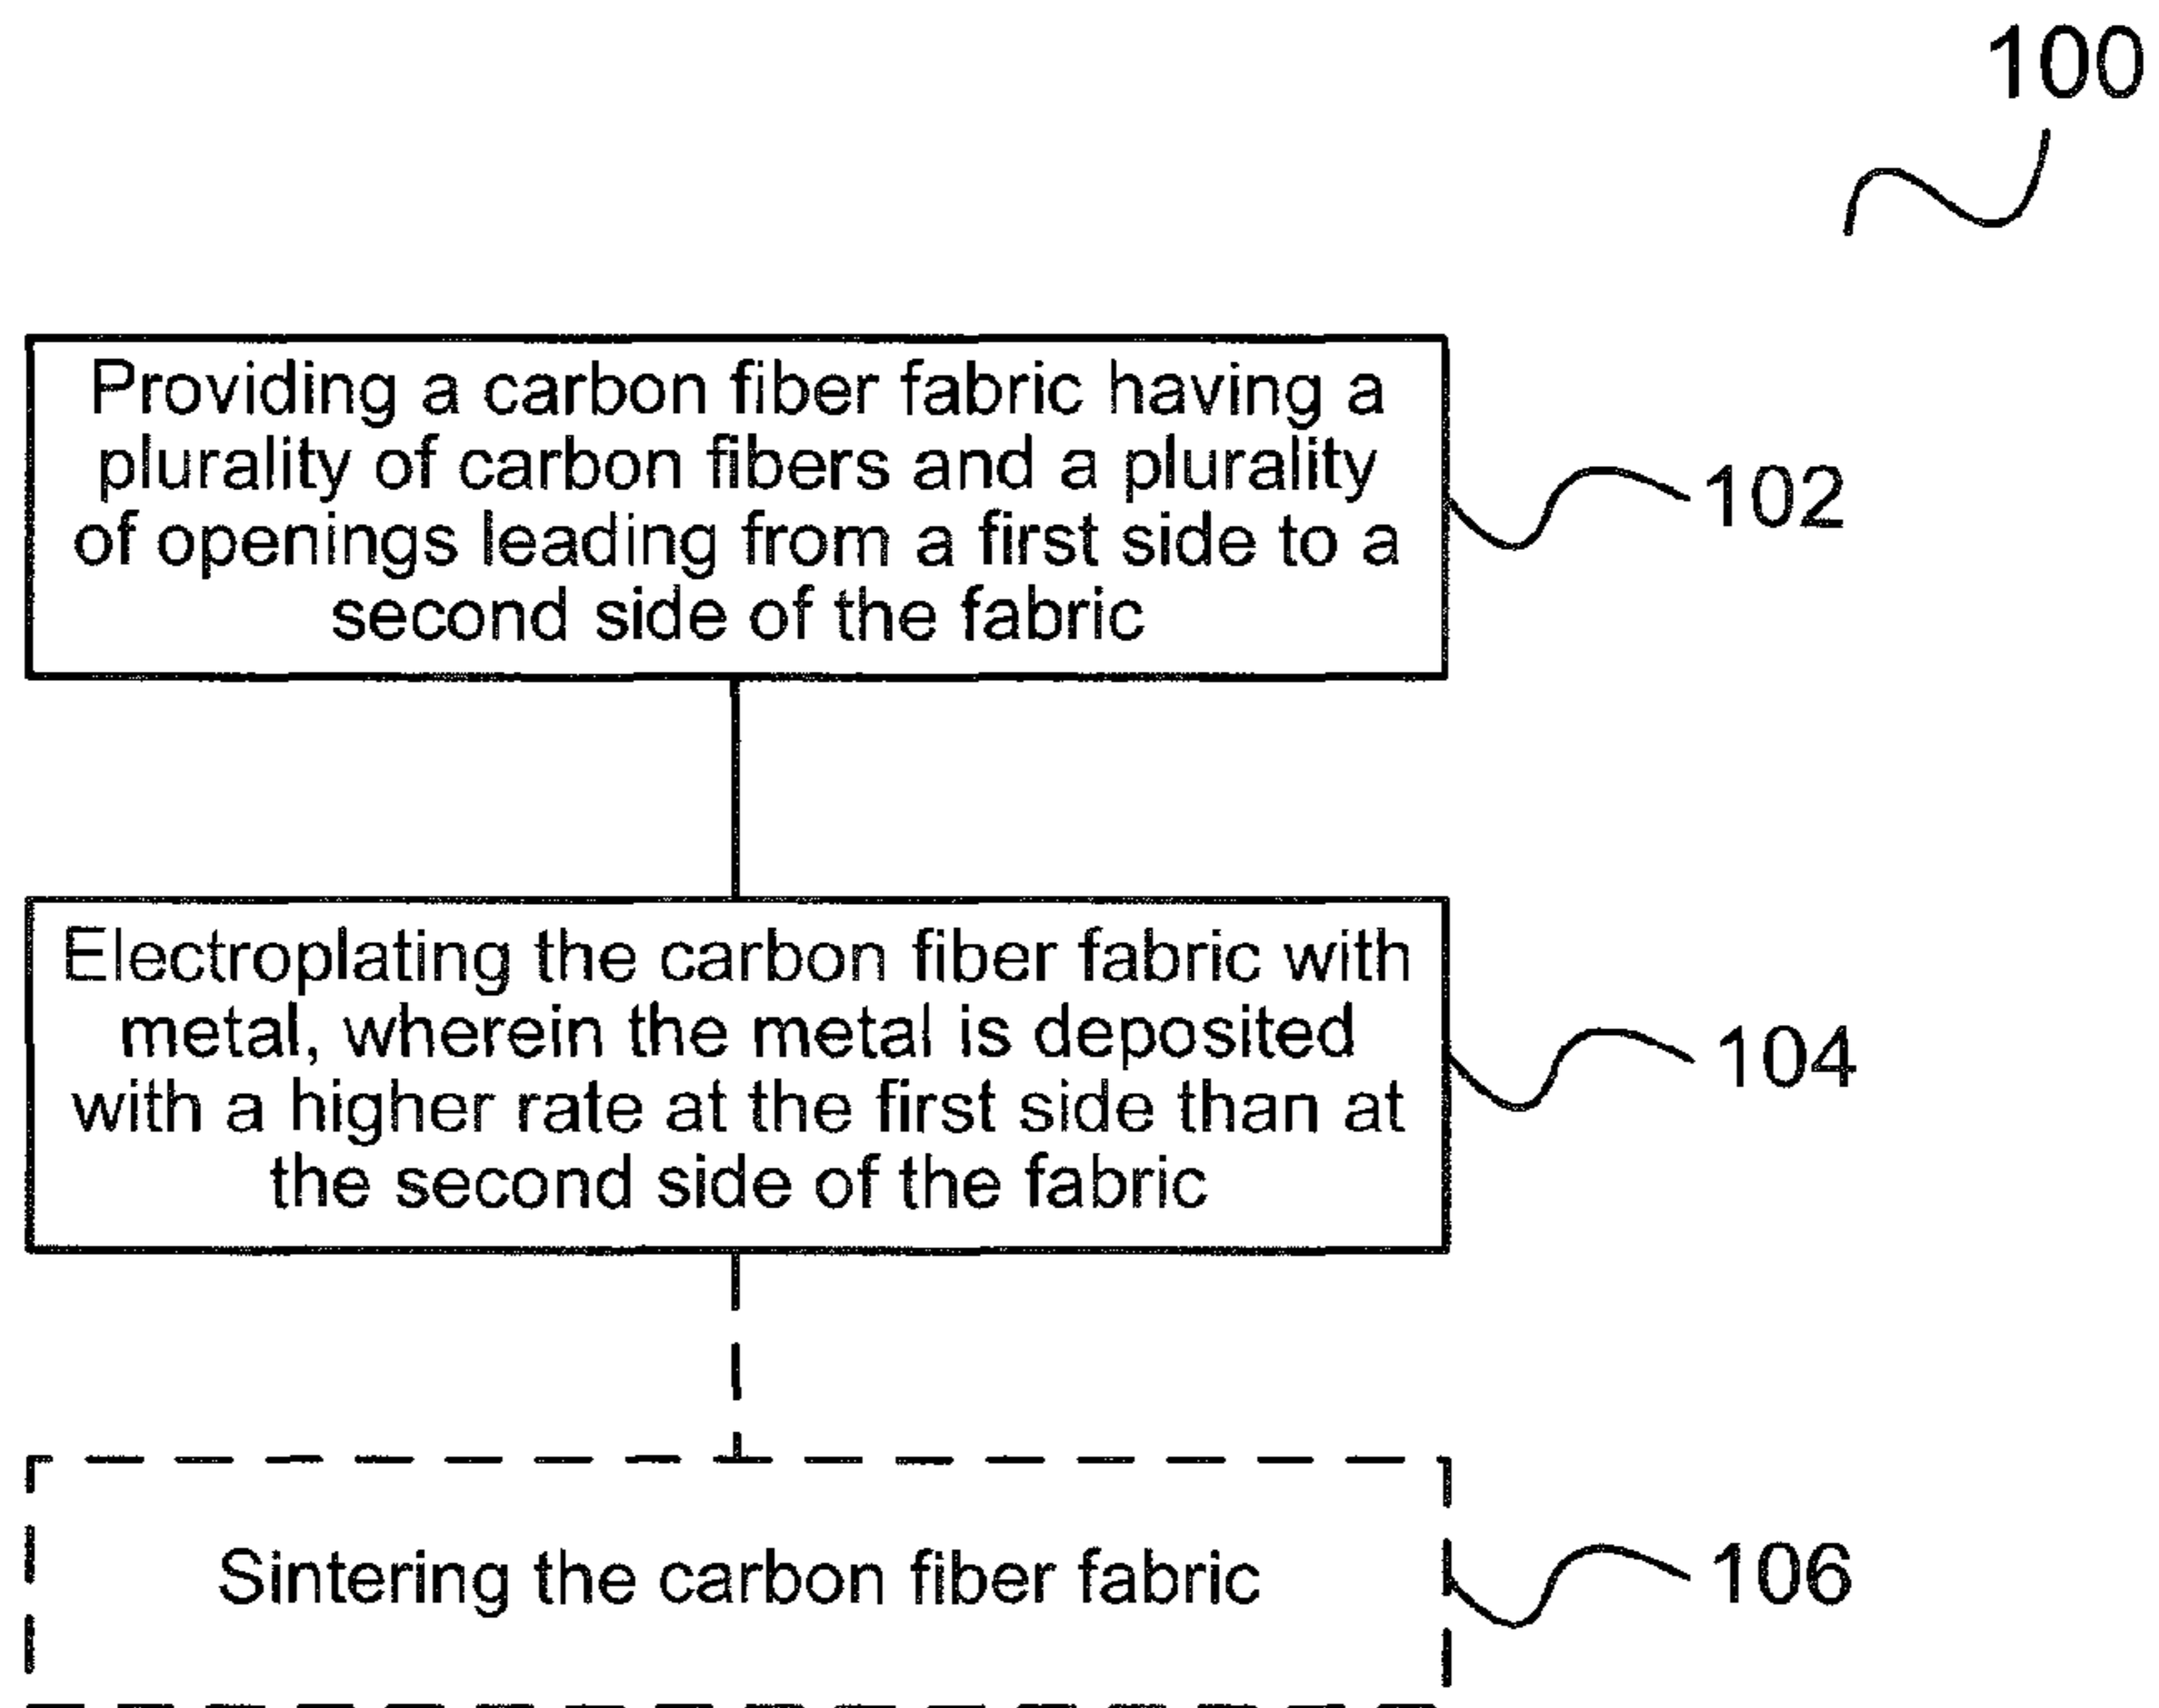 100
Providing a carbon fiber fabric having a
plurality of carbon fibers and a plurality
of openings leading from a first side to a
second side of the fabric
102
Electroplating the carbon fiber fabric with
metal, wherein the metal is deposited
with a higher rate at the first side than at
the second side of the fabric
104
Sintering the carbon fiber fabric
106